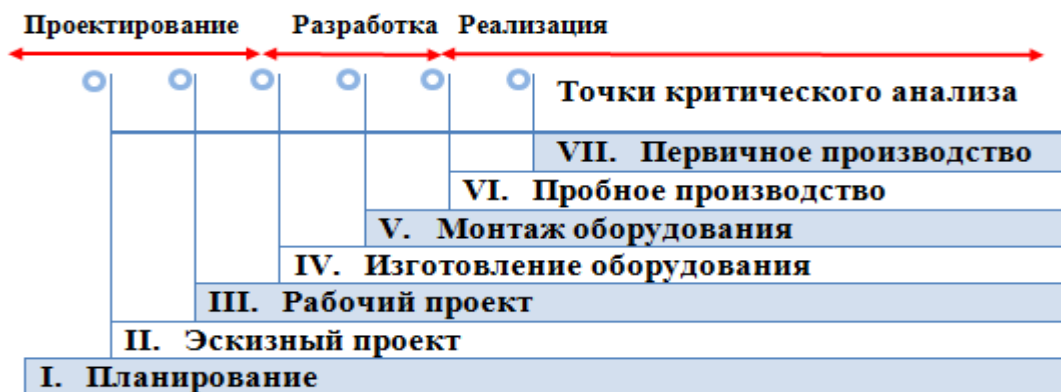 Проектирование Разработка Реализация
Точки критического анализа
VII. Первичное производство
VI. Пробное производство
V. Монтаж оборудования
IV. Изготовление оборудования
III. Рабочий проект
II. Эскизный проект
I. Планирование